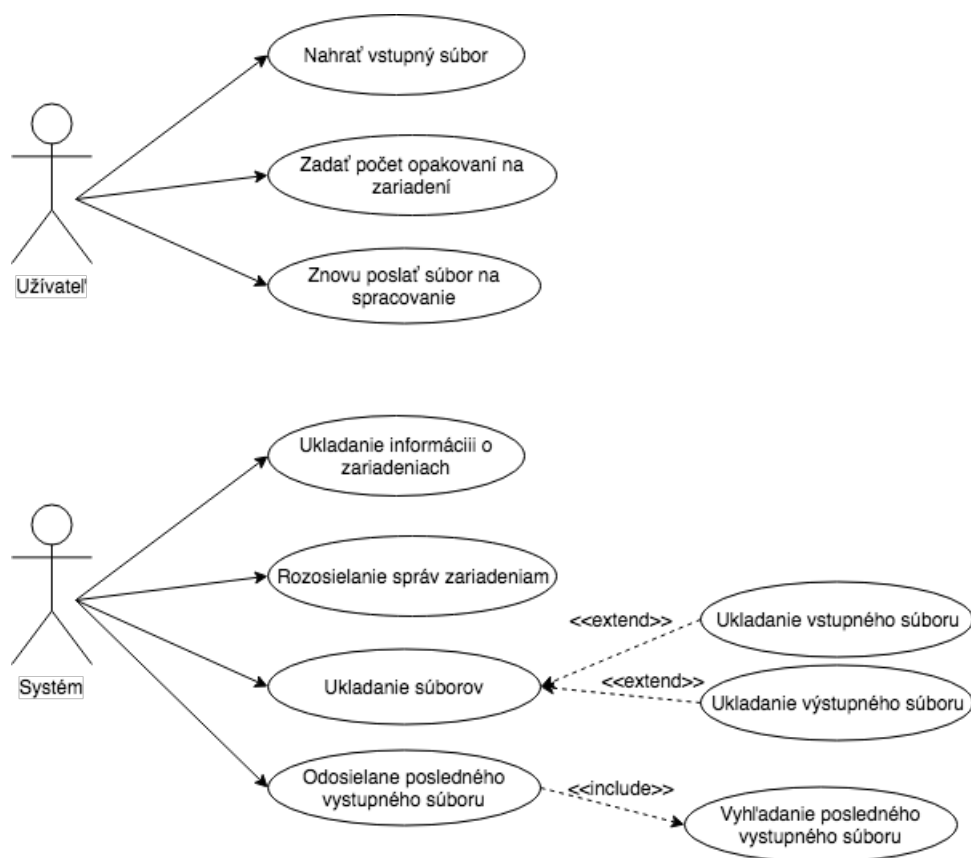 Nahrať vstupný súbor
Zadať počet opakovaní na
zariadení
Znovu poslať súbor na
spracovanie
Užívateľ
Ukladanie informáciii o
zariadeniach
Rozosielanie správ zariadeniam
<<extend>>
Ukladanie vstupného súboru
Systém
Ukladanie súborov
<<extend>>
Ukladanie výstupného súboru
Odosielane posledného
vystupného súboru
<<include>>
Vyhľadanie posledného
vystupného súboru